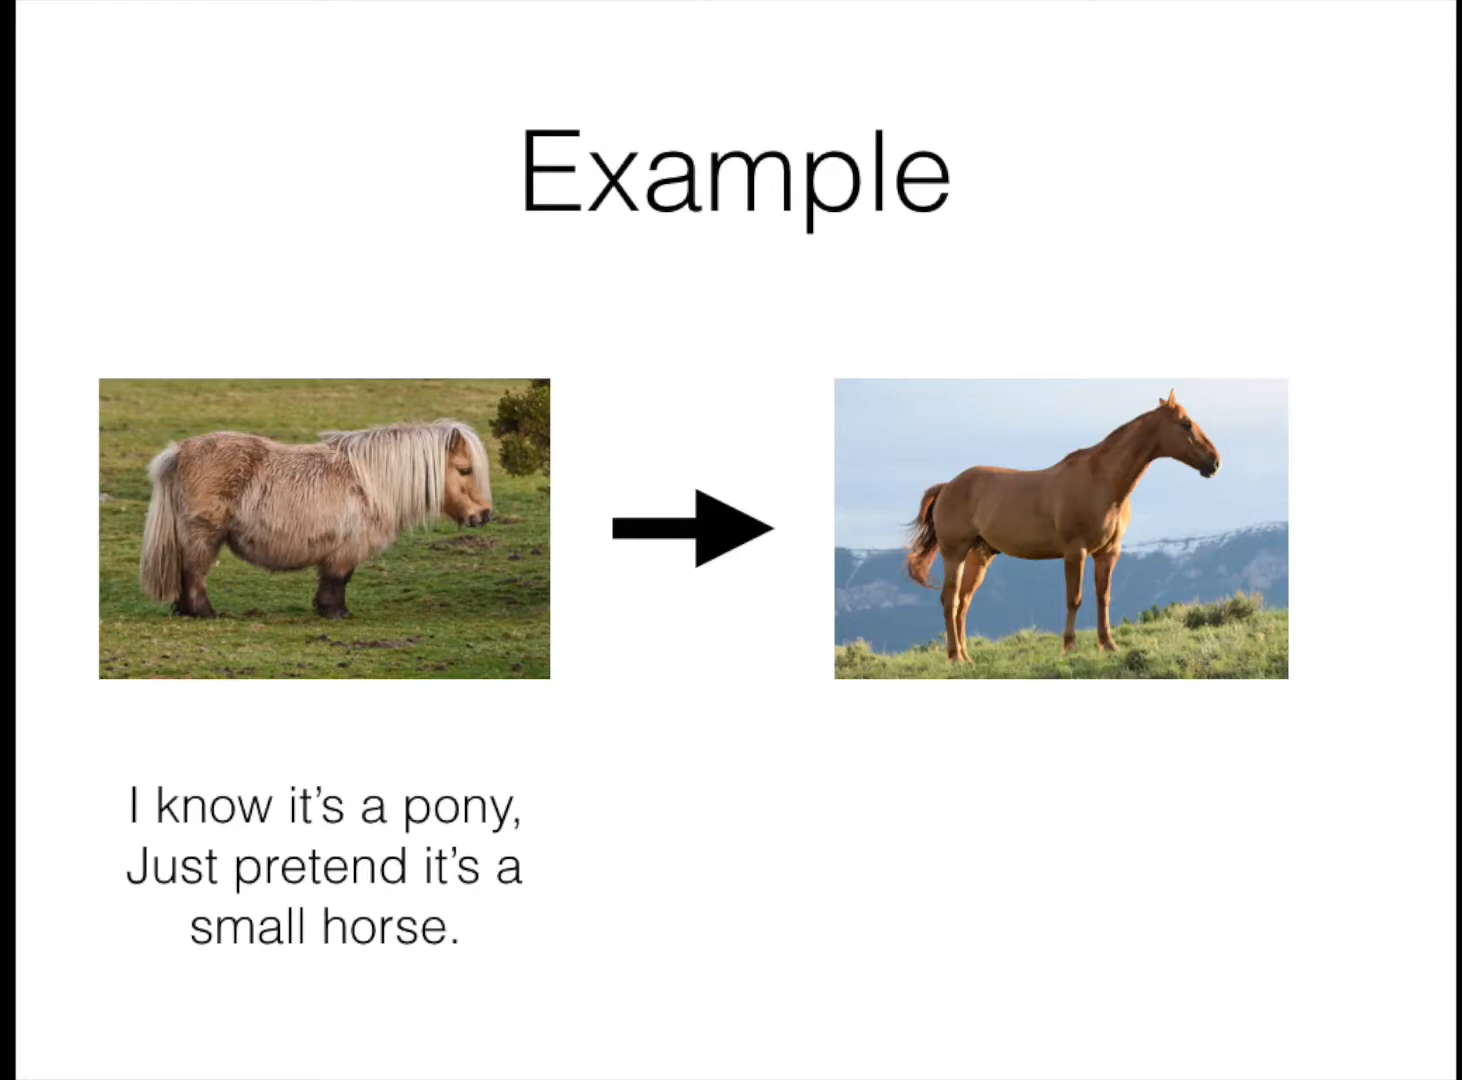 Example
I know it’s a pony,
Just pretend it’s a
small horse.